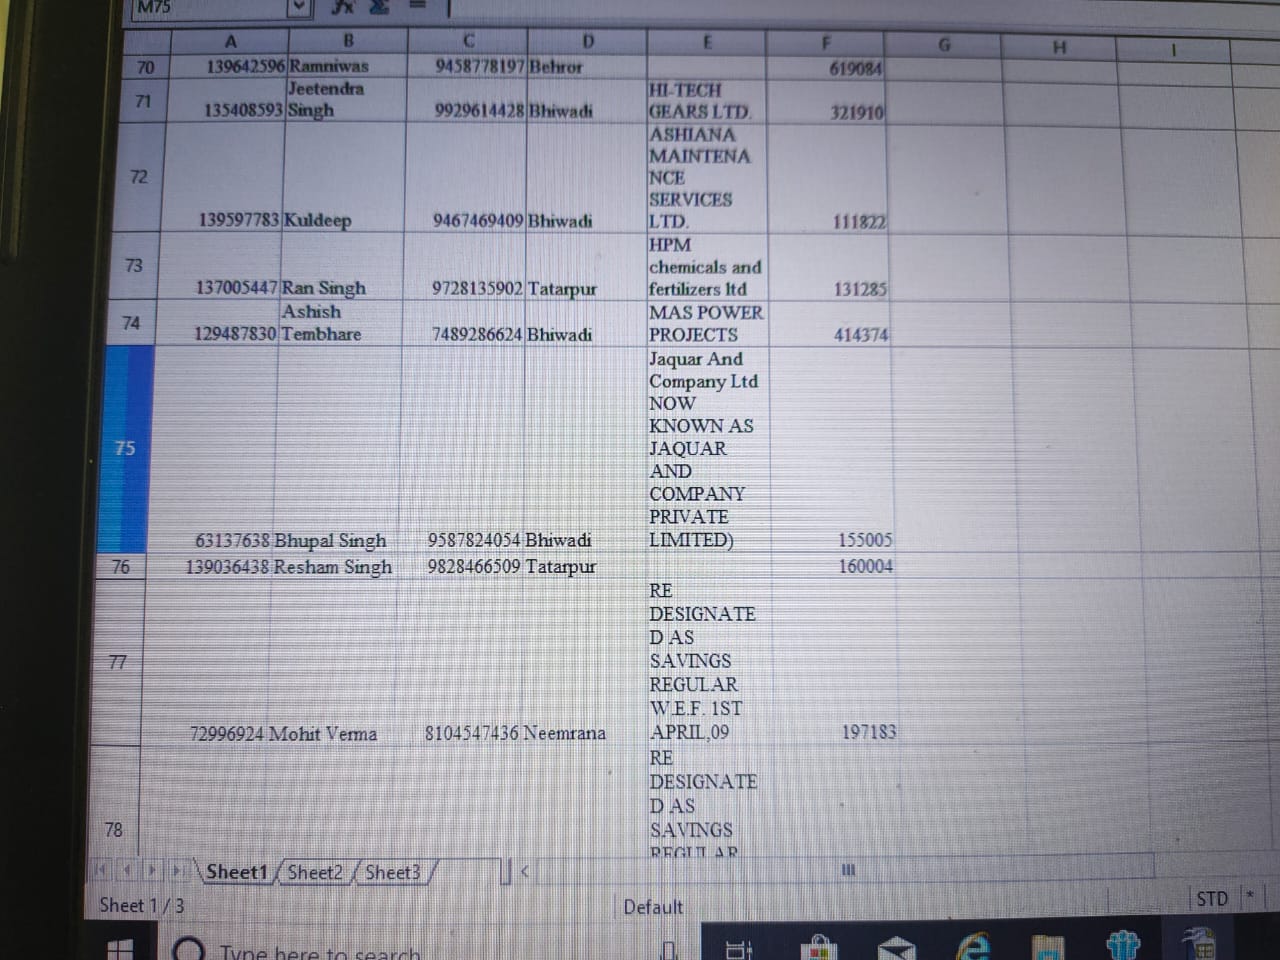 M75
A B C D E F G H I
70 139642596 Ramniwas 9458778197 Behror 619084
71 135408593 Jeetendra Singh 9929614428 Bhiwadi HI-TECH GEARS LTD. 321910
72 139597783 Kuldeep 9467469409 Bhiwadi ASHIANA MAINTENA NCE SERVICES LTD. 111822
73 137005447 Ran Singh 9728135902 Tatarpur HPM chemicals and fertilizers ltd 131285
74 129487830 Ashish Tembhare 7489286624 Bhiwadi MAS POWER PROJECTS 414374
75 63137638 Bhupal Singh 9587824054 Bhiwadi Jaquar And Company Ltd NOW KNOWN AS JAQUAR AND COMPANY PRIVATE LIMITED) 155005
76 139036438 Resham Singh 9828466509 Tatarpur 160004
77 72996924 Mohit Verma 8104547436 Neemrana RE DESIGNATE D AS SAVINGS REGULAR W.E.F. 1ST APRIL,09 197183
78 RE DESIGNATE D AS SAVINGS REGULAR
Sheet1 Sheet2 Sheet3
Sheet 1 / 3 Default STD *
Type here to search